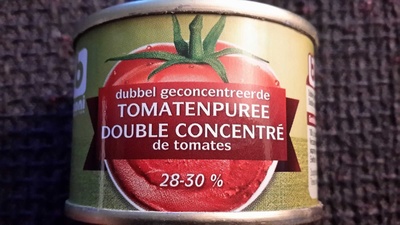 dubbel geconcentreerde
TOMATENPUREE
DOUBLE CONCENTRÉ
de tomates
28-30 %